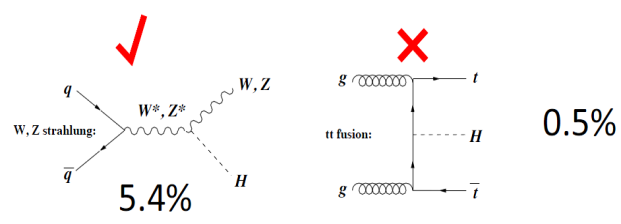 q
W*, Z*
W, Z
W, Z strahlung:
q̅
5.4%
H
g
t
tt fusion:
H
0.5%
g
t̅